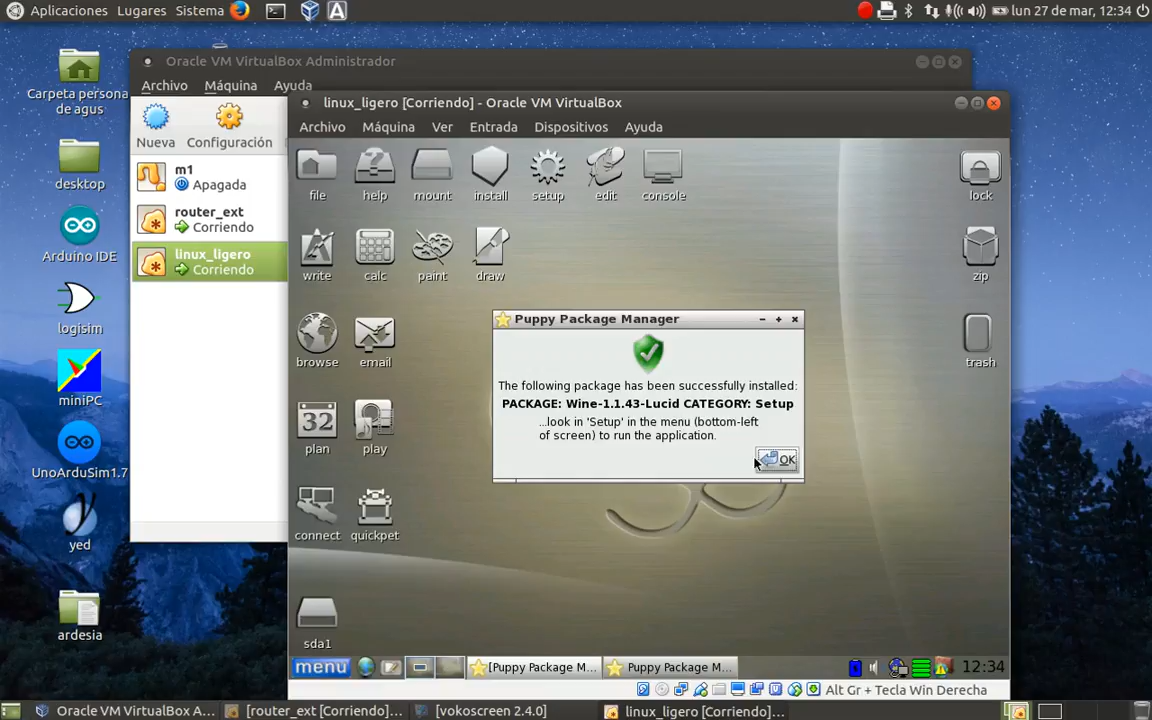 Aplicaciones Lugares Sistema lun 27 de mar, 12:34
Carpeta persona
de agus
desktop
Arduino IDE
logisim
miniPC
UnoArduSim1.7
yed
ardesia
Oracle VM VirtualBox Administrador
Archivo Máquina Ayuda
Nueva Configuración
m1
Apagada
router_ext
Corriendo
linux_ligero
Corriendo
linux_ligero [Corriendo] - Oracle VM VirtualBox
Archivo Máquina Ver Entrada Dispositivos Ayuda
file help mount install setup edit console lock
write calc paint draw zip
browse email trash
31
plan play
connect quickpet
sda1
Puppy Package Manager
The following package has been successfully installed:
PACKAGE: Wine-1.1.43-Lucid CATEGORY: Setup
...look in 'Setup' in the menu (bottom-left
of screen) to run the application.
OK
menu [Puppy Package M... Puppy Package M... 12:34
Alt Gr + Tecla Win Derecha
Oracle VM VirtualBox A... [router_ext [Corriendo]... [vokoscreen 2.4.0] linux_ligero [Corriendo]...